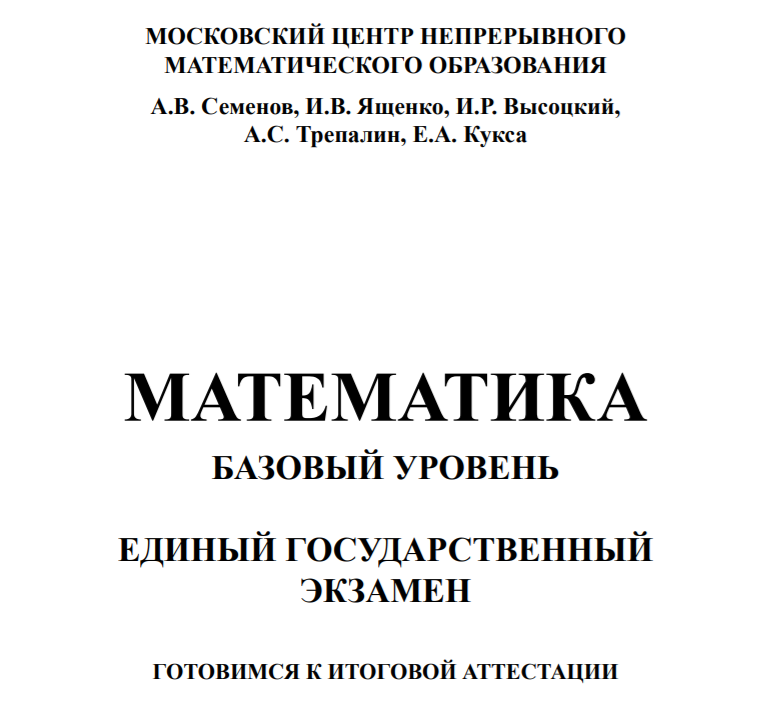 МОСКОВСКИЙ ЦЕНТР НЕПРЕРЫВНОГО
МАТЕМАТИЧЕСКОГО ОБРАЗОВАНИЯ
А.В. Семенов, И.В. Ященко, И.Р. Высоцкий,
А.С. Трепалин, Е.А. Кукса
МАТЕМАТИКА
БАЗОВЫЙ УРОВЕНЬ
ЕДИНЫЙ ГОСУДАРСТВЕННЫЙ
ЭКЗАМЕН
ГОТОВИМСЯ К ИТОГОВОЙ АТТЕСТАЦИИ